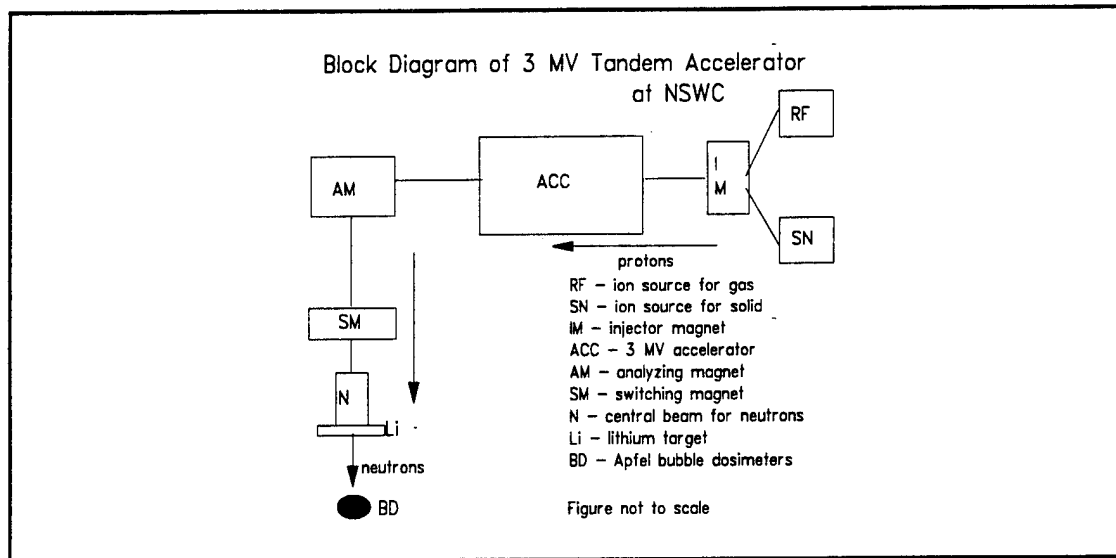 Block Diagram of 3 MV Tandem Accelerator
at NSWC
RF
AM
ACC
I
M
SN
protons
RF – ion source for gas
SN – ion source for solid
IM – injector magnet
ACC – 3 MV accelerator
AM – analyzing magnet
SM – switching magnet
N – central beam for neutrons
Li – lithium target
BD – Apfel bubble dosimeters
Figure not to scale
SM
N
Li
neutrons
BD